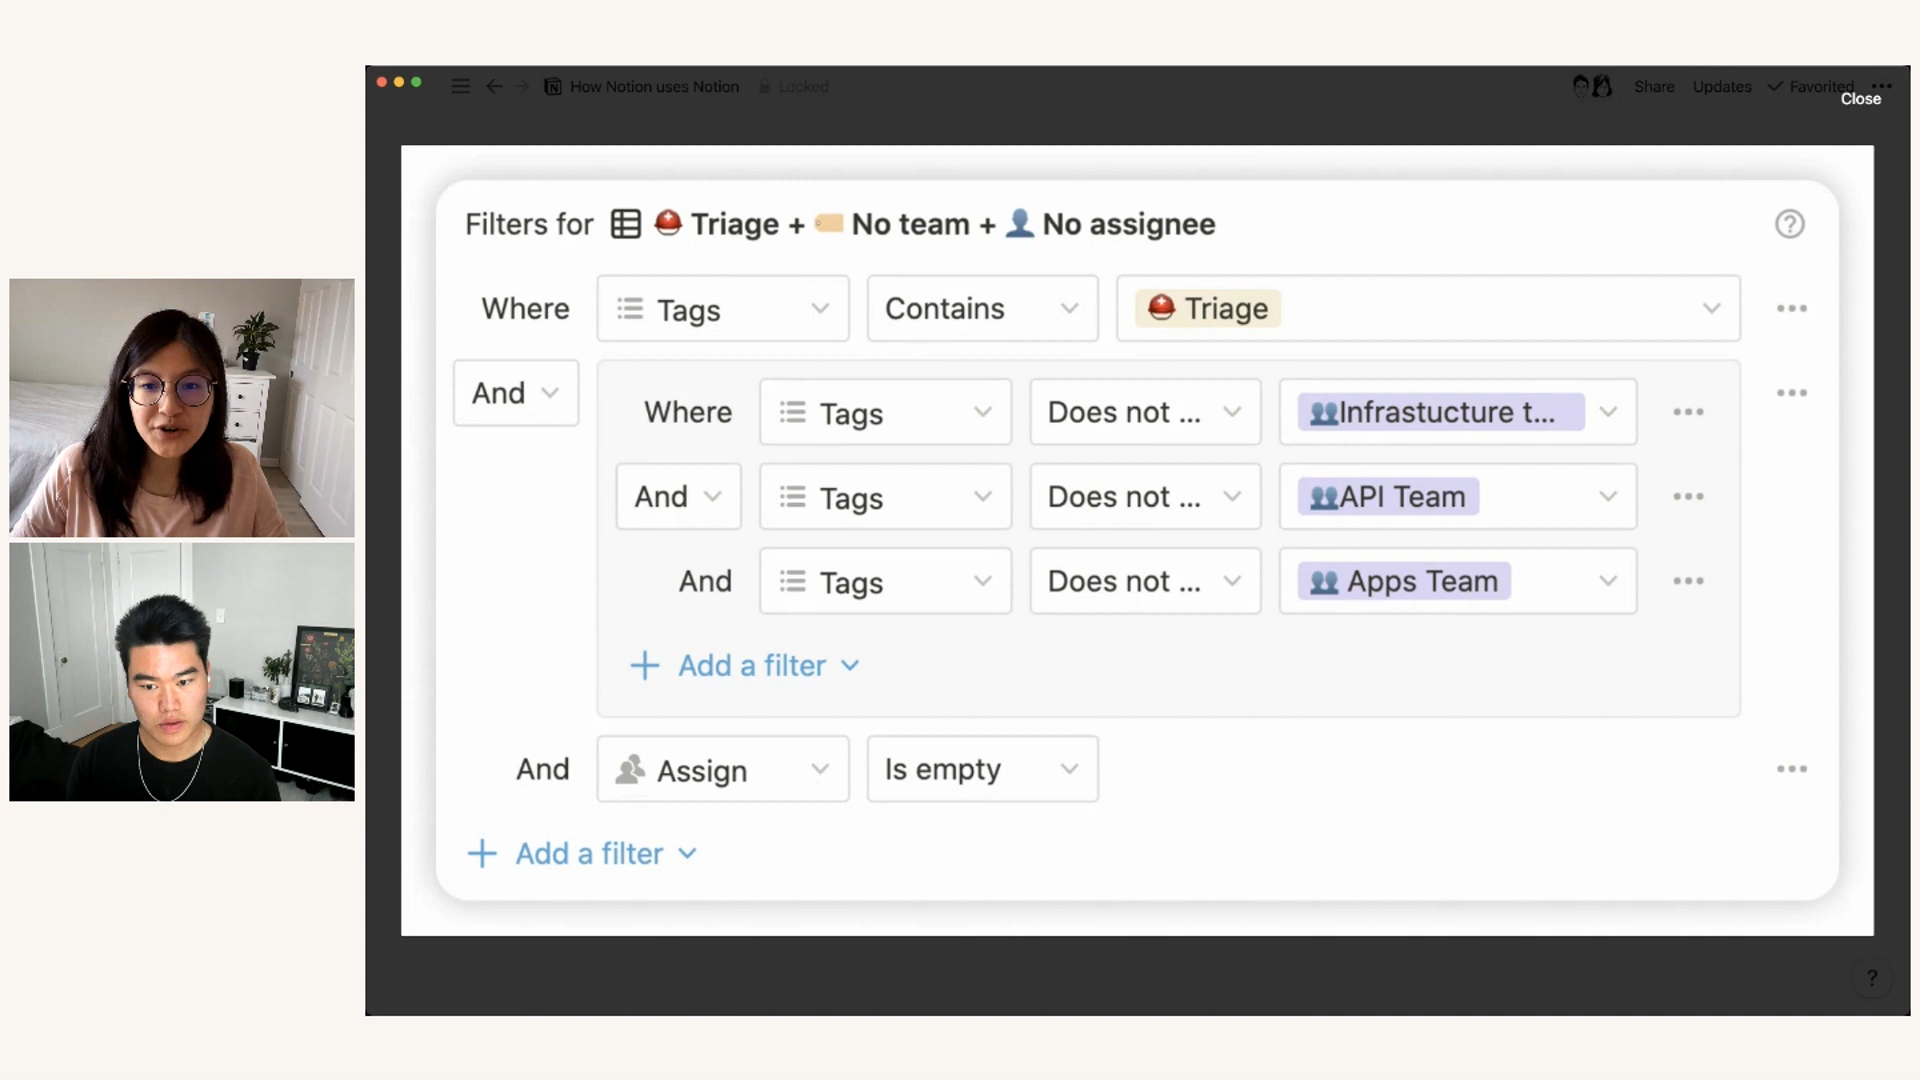 How Notion uses Notion Locked Share Updates Favorited
Close
Filters for Triage + No team + No assignee
Where Tags Contains Triage
And Where Tags Does not ... Infrastucture t...
And Tags Does not ... API Team
And Tags Does not ... Apps Team
+ Add a filter
And Assign Is empty
+ Add a filter
?